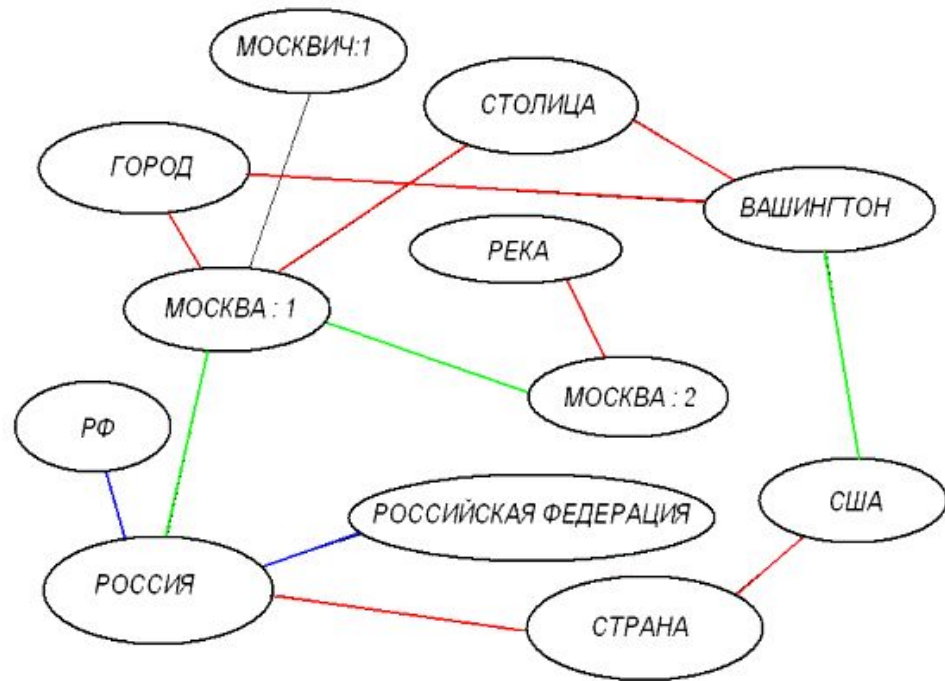 МОСКВИЧ:1
СТОЛИЦА
ГОРОД
ВАШИНГТОН
РЕКА
МОСКВА : 1
МОСКВА : 2
РФ
США
РОССИЙСКАЯ ФЕДЕРАЦИЯ
РОССИЯ
СТРАНА